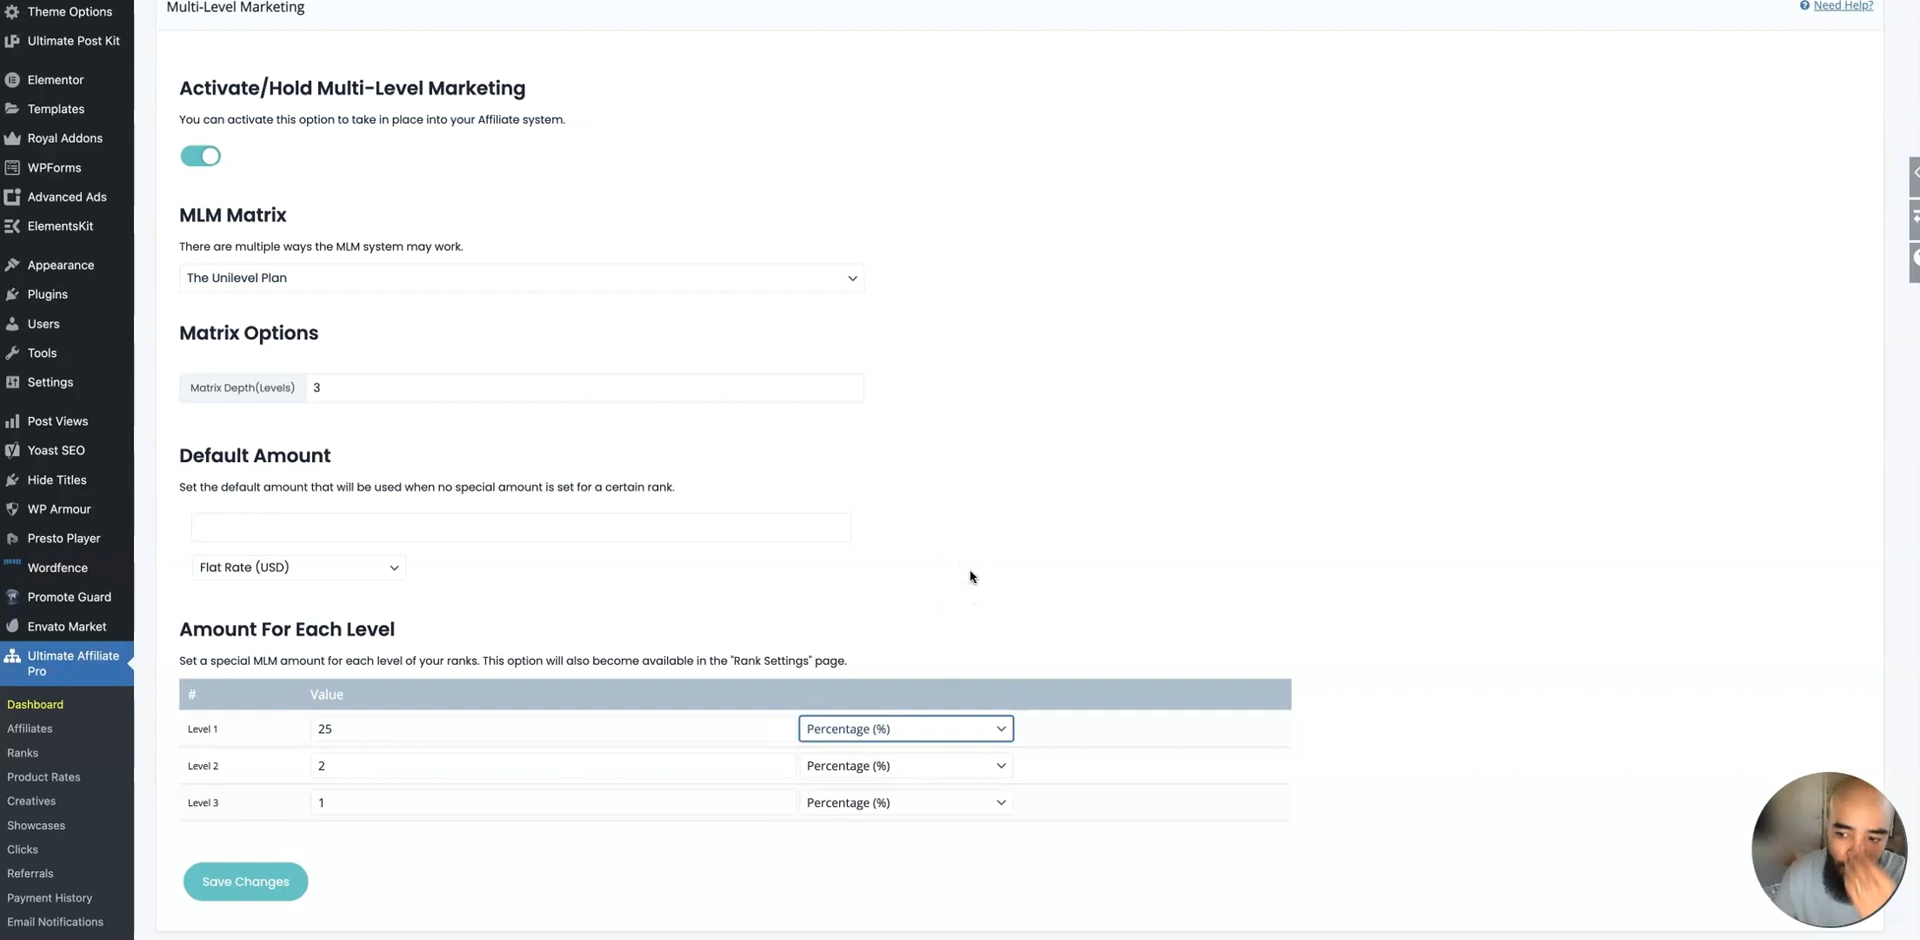 Theme Options
Ultimate Post Kit
Elementor
Templates
Royal Addons
WPForms
Advanced Ads
ElementsKit
Appearance
Plugins
Users
Tools
Settings
Post Views
Yoast SEO
Hide Titles
WP Armour
Presto Player
Wordfence
Promote Guard
Envato Market
Ultimate Affiliate
Pro
Dashboard
Affiliates
Ranks
Product Rates
Creatives
Showcases
Clicks
Referrals
Payment History
Email Notifications
Multi-Level Marketing
Need Help?
Activate/Hold Multi-Level Marketing
You can activate this option to take in place into your Affiliate system.
MLM Matrix
There are multiple ways the MLM system may work.
The Unilevel Plan
Matrix Options
Matrix Depth(Levels) 3
Default Amount
Set the default amount that will be used when no special amount is set for a certain rank.
Flat Rate (USD)
Amount For Each Level
Set a special MLM amount for each level of your ranks. This option will also become available in the "Rank Settings" page.
# Value
Level 1 25 Percentage (%)
Level 2 2 Percentage (%)
Level 3 1 Percentage (%)
Save Changes